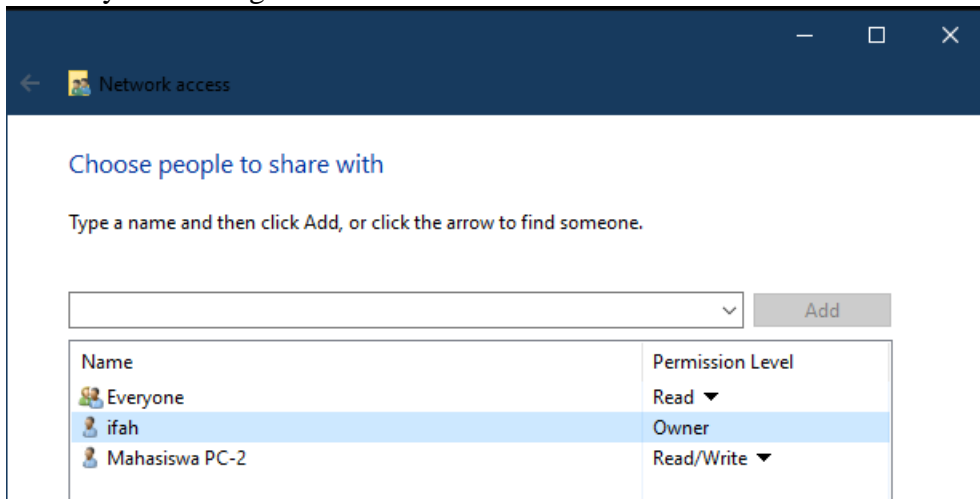 Network access
Choose people to share with
Type a name and then click Add, or click the arrow to find someone.
Add
Name Permission Level
Everyone Read
ifah Owner
Mahasiswa PC-2 Read/Write